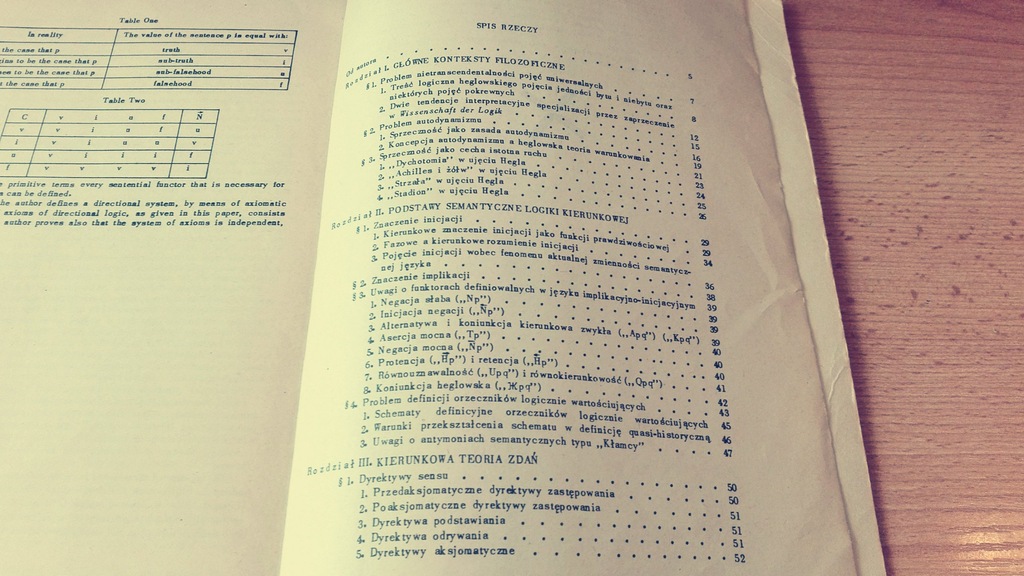 Table One
In reality The value of the sentence p is equal with:
the case that p truth v
to be the case that p sub-truth i
to be the case that p sub-falsehood u
the case that p falsehood f
Table Two
C v i u f Ñ
v v i u f u
i v i u u v
u v i i i f
f v v v v i
primitive terms every sentential functor that is necessary for
can be defined.
the author defines a directional system, by means of axiomatic
axioms of directional logic, as given in this paper, consists
author proves also that the system of axioms is independent,
SPIS RZECZY
Od autora 5
Rozdział I. GŁÓWNE KONTEKSTY FILOZOFICZNE 7
§ 1. Problem nietranscendentalności pojęć uniwersalnych 8
1. Treść logiczna heglowskiego pojęcia jedności bytu i niebytu oraz
niektórych pojęć pokrewnych
2. Dwie tendencje interpretacyjne specjalizacji przez zaprzeczenie
w Wissenschaft der Logik 12
§ 2. Problem autodynamizmu 15
1. Sprzeczność jako zasada autodynamizmu 16
2. Koncepcja autodynamizmu a heglowska teoria warunkowania 19
§ 3. Sprzeczność jako cecha istotna ruchu 21
1. „Dychotomia” w ujęciu Hegla 23
2. „Achilles i żółw” w ujęciu Hegla 24
3. „Strzała” w ujęciu Hegla 25
4. „Stadion” w ujęciu Hegla 26
Rozdział II. PODSTAWY SEMANTYCZNE LOGIKI KIERUNKOWEJ 29
§ 1. Znaczenie inicjacji 29
1. Kierunkowe znaczenie inicjacji jako funkcji prawdziwościowej
2. Fazowe a kierunkowe rozumienie inicjacji 34
3. Pojęcie inicjacji wobec fenomenu aktualnej zmienności semantycz-
nej języka 36
§ 2. Znaczenie implikacji 38
§ 3. Uwagi o funktorach definiowalnych w języku implikacyjno-inicjacyjnym 39
1. Negacja słaba („Np”) 39
2. Inicjacja negacji („Ñp”) 39
3. Alternatywa i koniunkcja kierunkowa zwykła („Apq”) („Kpq”) 39
4. Asercja mocna („Tp”) 40
5. Negacja mocna („Ñp”) 40
6. Protencja („Hp”) i retencja („Hp”) 40
7. Równouznawalność („Upq”) i równokierunkowość („Qpq”) 41
8. Koniunkcja heglowska („Жpq”) 42
§ 4. Problem definicji orzeczników logicznie wartościujących 43
1. Schematy definicyjne orzeczników logicznie wartościujących 45
2. Warunki przekształcenia schematu w definicję quasi-historyczną 46
3. Uwagi o antymoniach semantycznych typu „Kłamcy” 47
Rozdział III. KIERUNKOWA TEORIA ZDAŃ 50
§ 1. Dyrektywy sensu 50
1. Przedaksjomatyczne dyrektywy zastępowania 51
2. Poaksjomatyczne dyrektywy zastępowania 51
3. Dyrektywa podstawiania 51
4. Dyrektywa odrywania 52
5. Dyrektywy aksjomatyczne